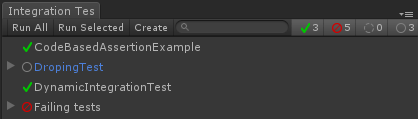 Integration Tes
Run All Run Selected Create 3 5 0 3
CodeBasedAssertionExample
DropingTest
DynamicIntegrationTest
Failing tests